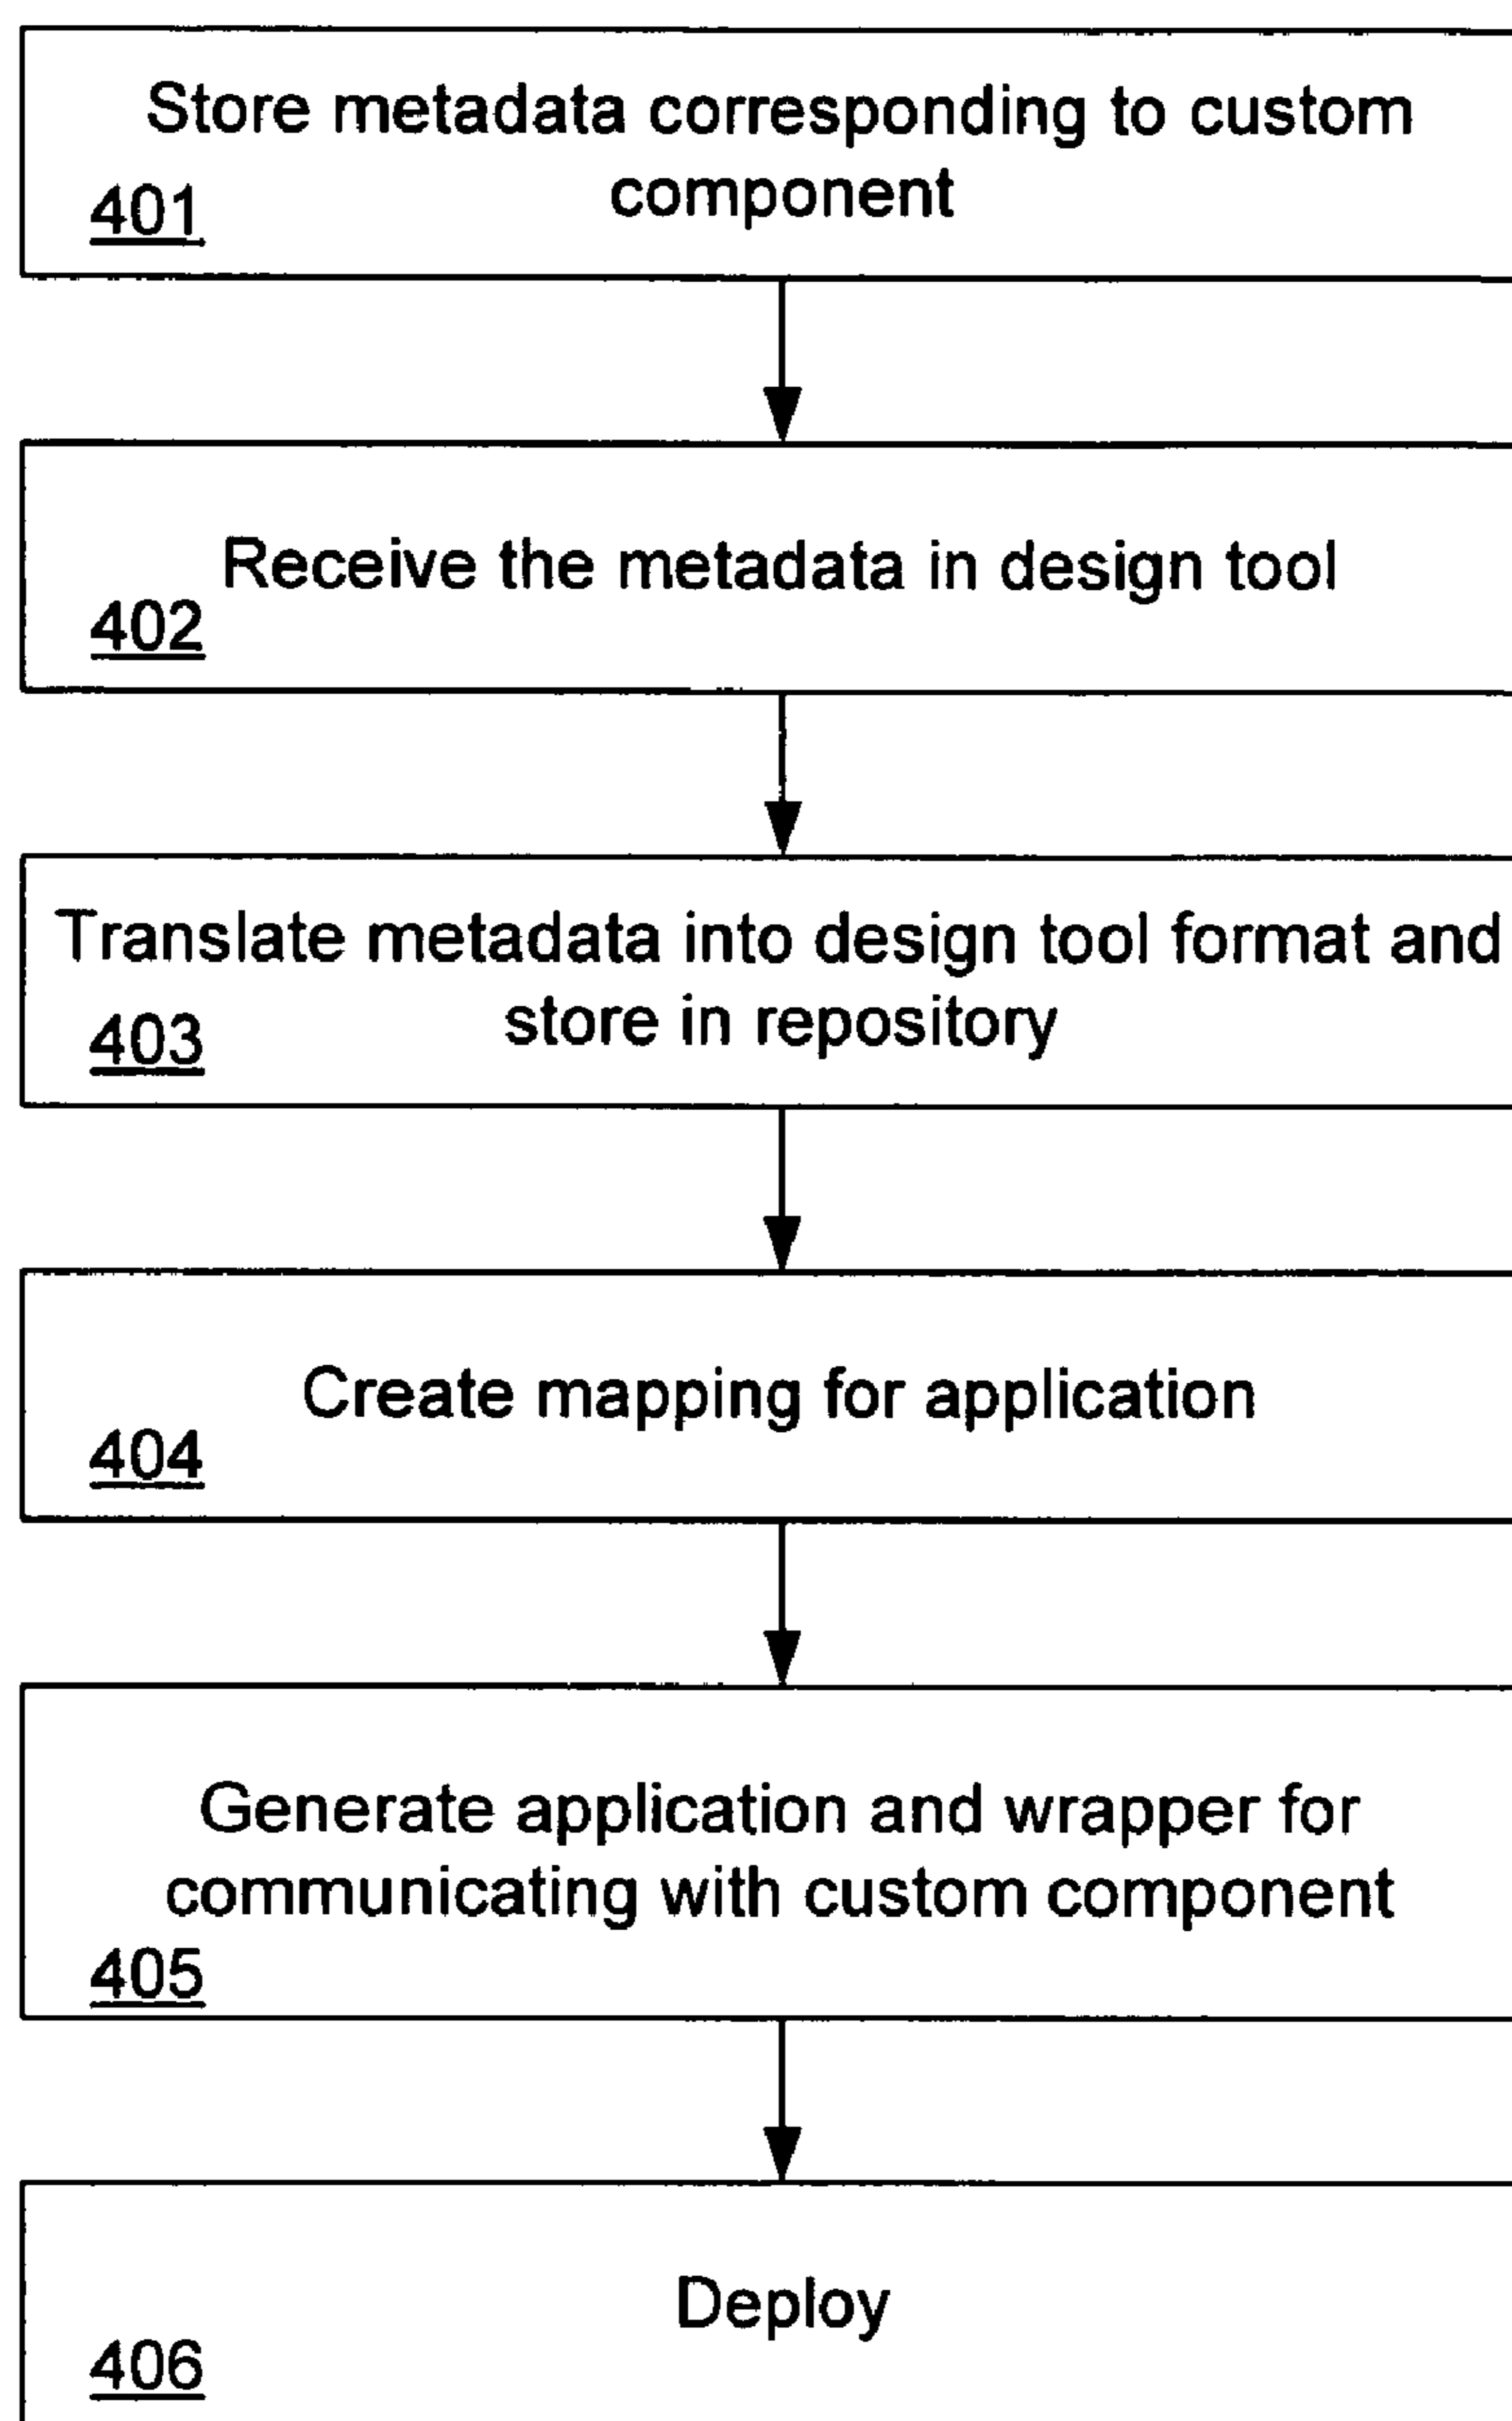 Store metadata corresponding to custom
component
401
Receive the metadata in design tool
402
Translate metadata into design tool format and
store in repository
403
Create mapping for application
404
Generate application and wrapper for
communicating with custom component
405
Deploy
406